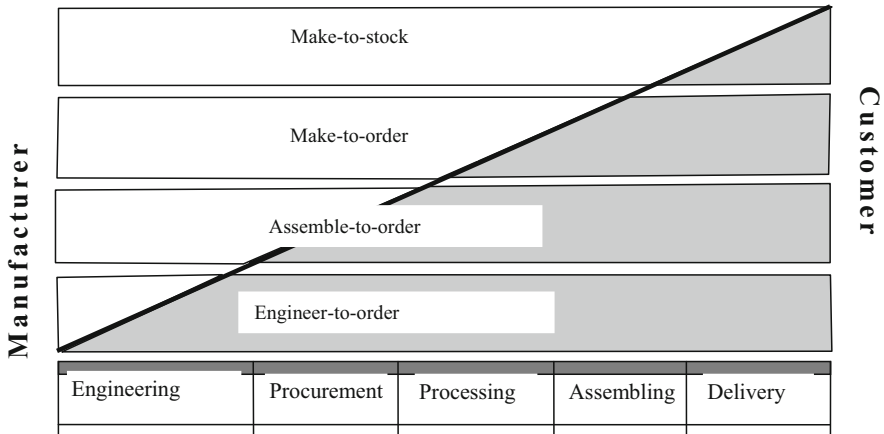 Make-to-stock
Make-to-order
Assemble-to-order
Engineer-to-order
Manufacturer
Customer
Engineering Procurement Processing Assembling Delivery